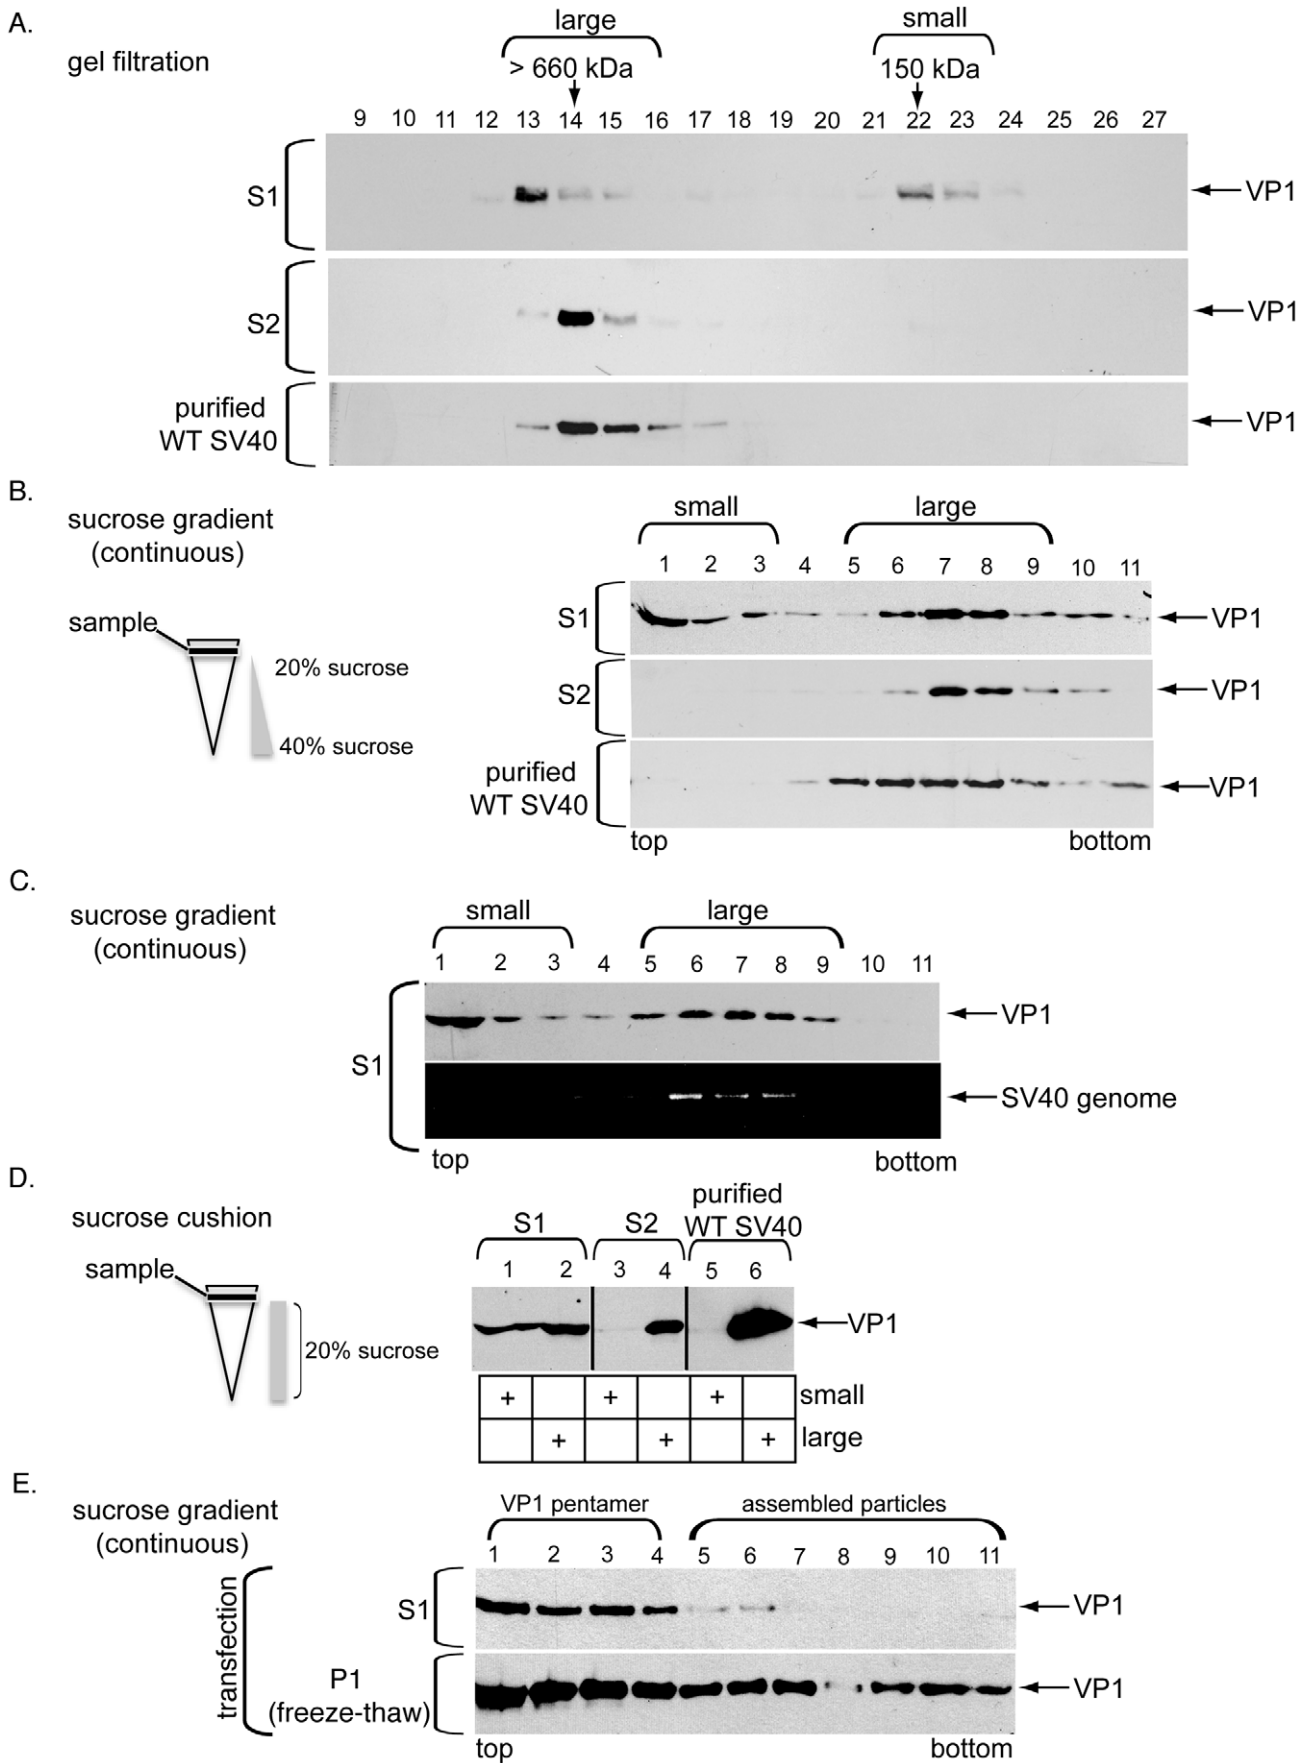 A.
gel filtration
large
small
> 660 kDa
150 kDa
9 10 11 12 13 14 15 16 17 18 19 20 21 22 23 24 25 26 27
S1
VP1
S2
VP1
purified
WT SV40
VP1
B.
sucrose gradient
(continuous)
sample
20% sucrose
40% sucrose
small
large
1 2 3 4 5 6 7 8 9 10 11
S1
VP1
S2
VP1
purified
WT SV40
VP1
top
bottom
C.
sucrose gradient
(continuous)
small
large
1 2 3 4 5 6 7 8 9 10 11
S1
VP1
SV40 genome
top
bottom
D.
sucrose cushion
sample
20% sucrose
S1
S2
purified
WT SV40
1 2 3 4 5 6
VP1
+ + + small
+ + + large
E.
sucrose gradient
(continuous)
VP1 pentamer
assembled particles
1 2 3 4 5 6 7 8 9 10 11
transfection
S1
VP1
P1
(freeze-thaw)
VP1
top
bottom